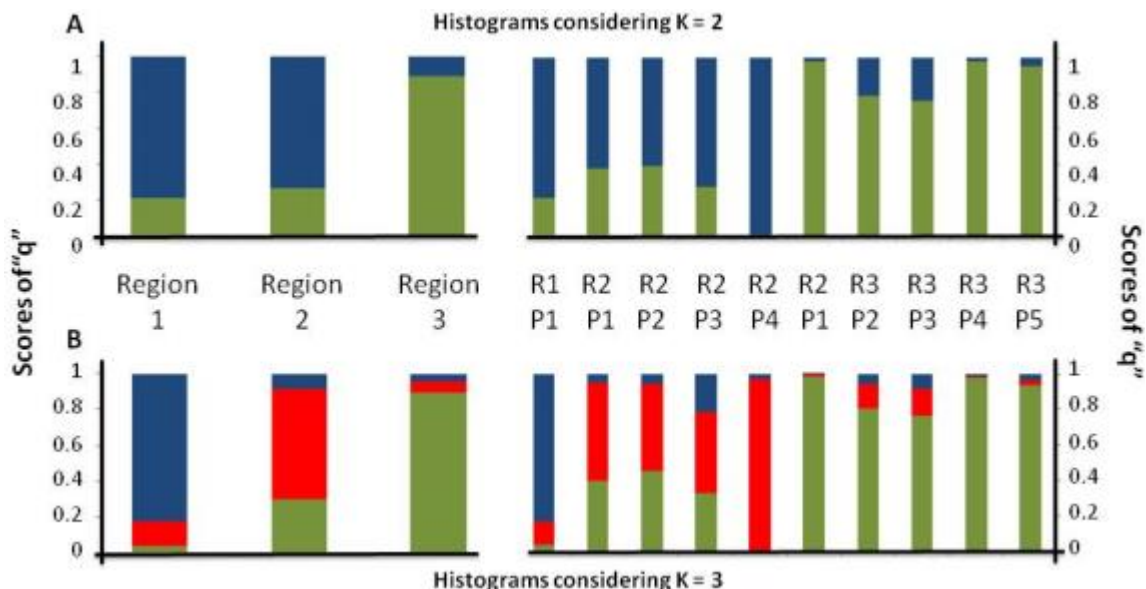 A
Histograms considering K = 2
1
0.8
0.6
0.4
0.2
0
1
0.8
0.6
0.4
0.2
0
Scores of "q"
Scores of "q"
Region 1
Region 2
Region 3
R1 R2 R2 R2 R2 R2 R3 R3 R3 R3
P1 P1 P2 P3 P4 P1 P2 P3 P4 P5
B
1
0.8
0.4
0.2
0
1
0.8
0.6
0.4
0.2
0
Histograms considering K = 3